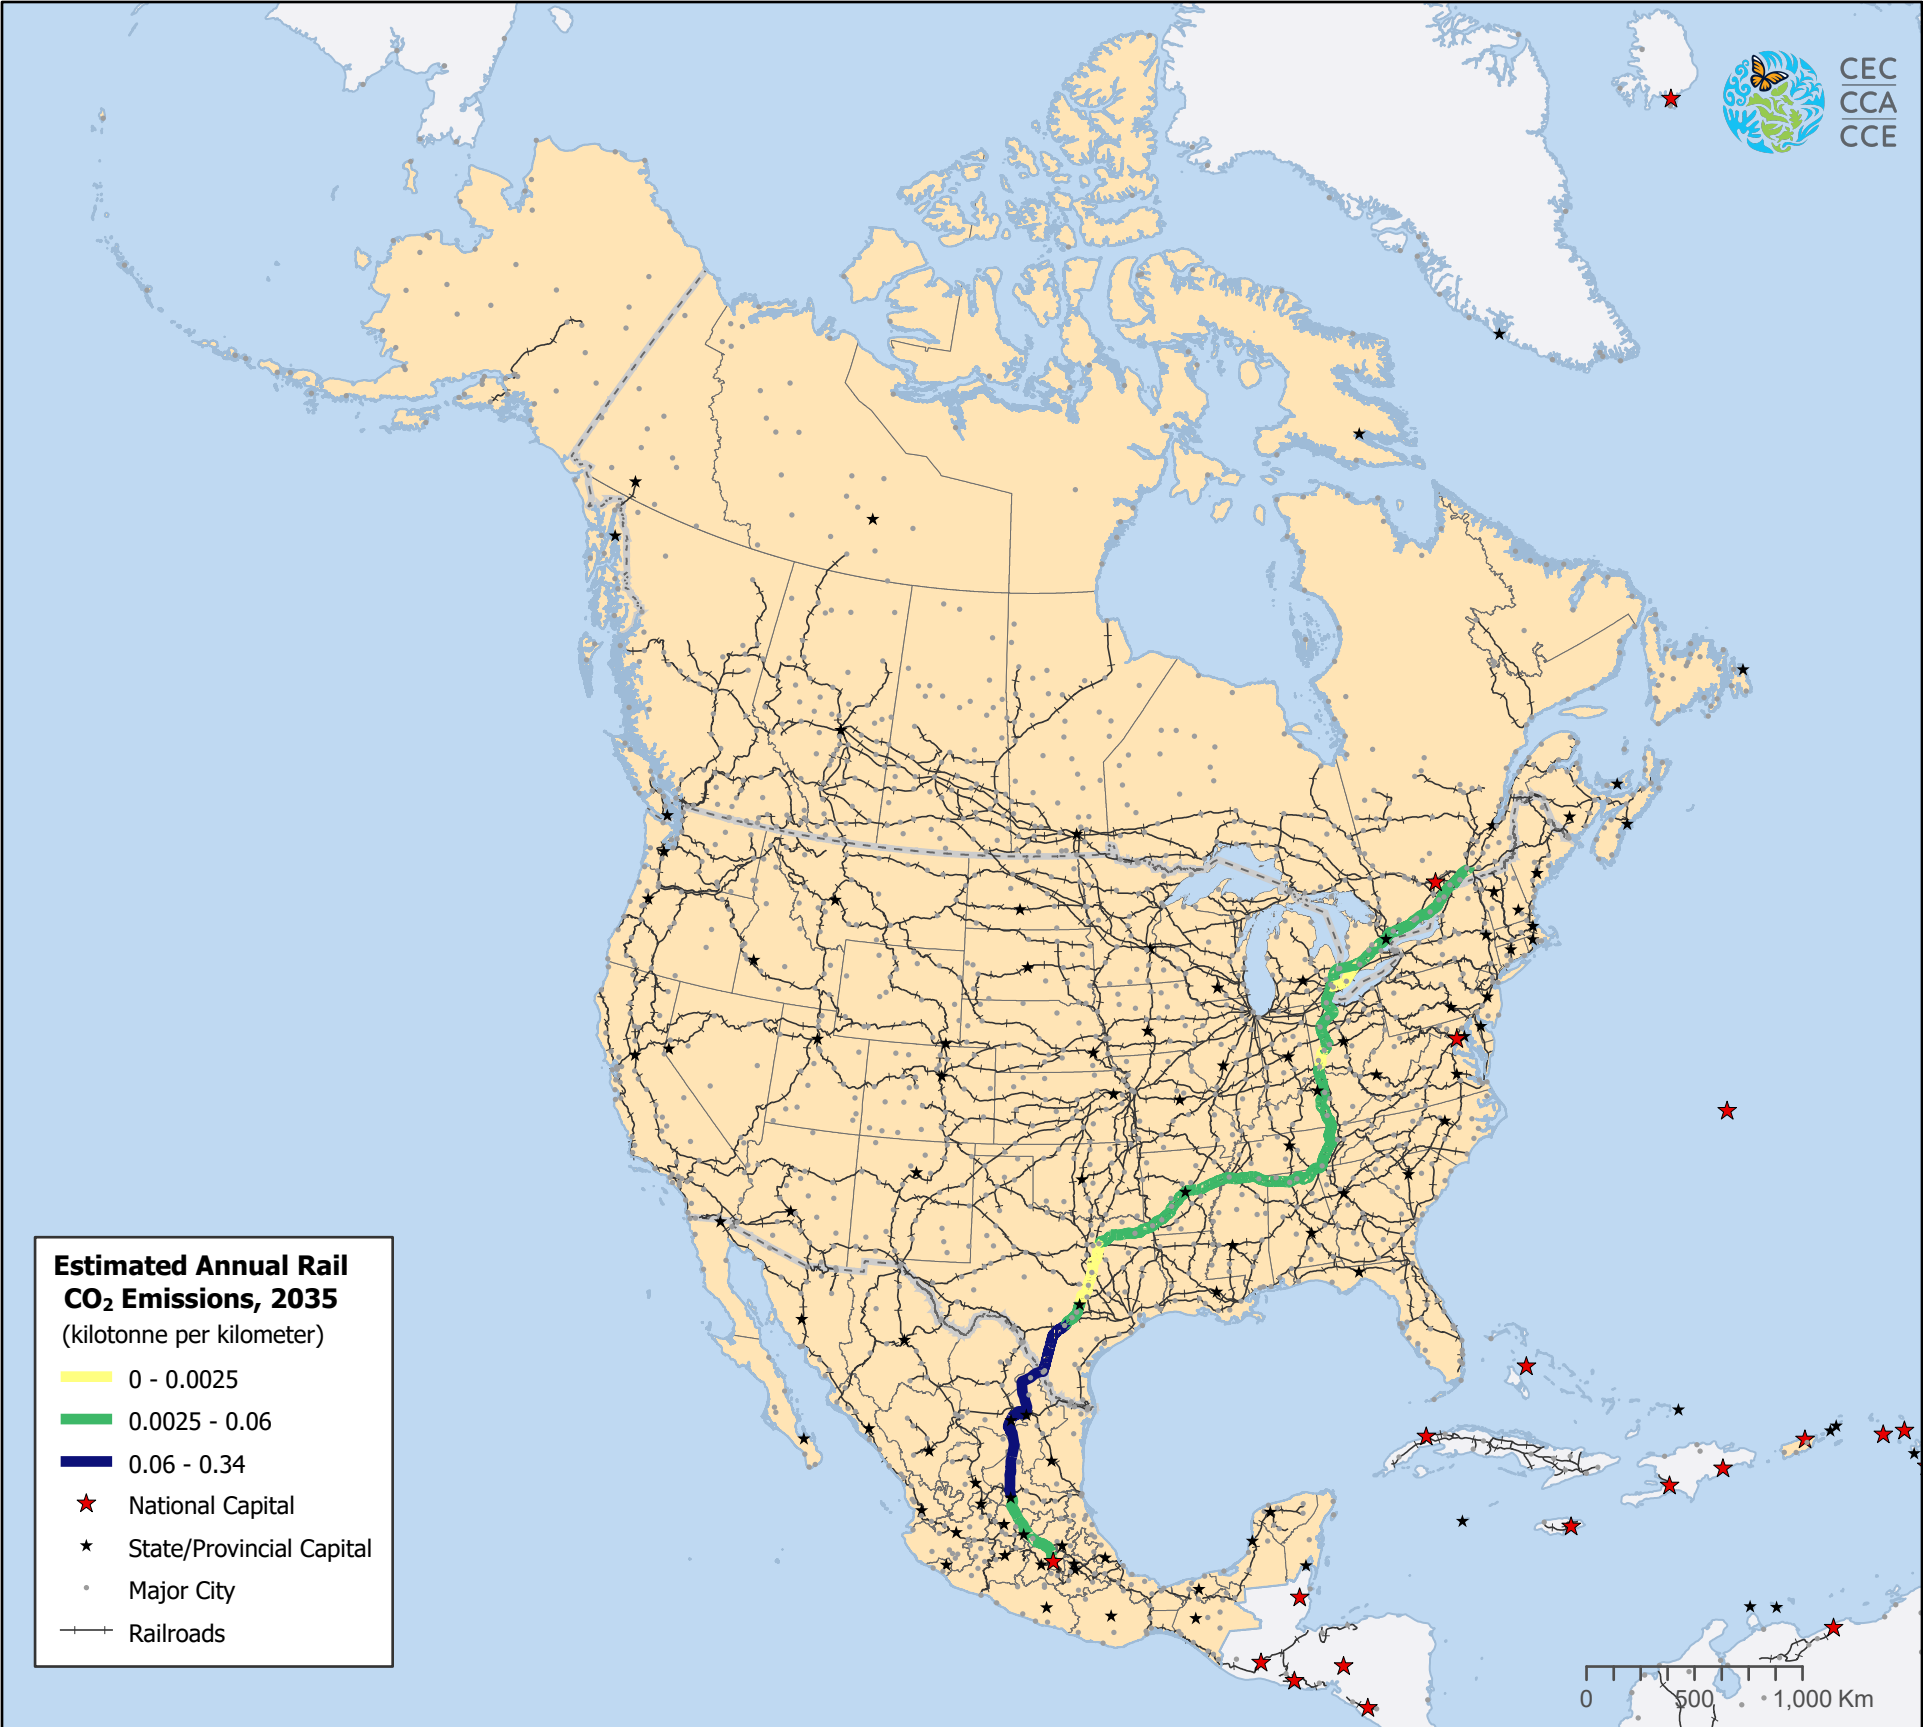 CEC
CCA
CCE
Estimated Annual Rail
CO₂ Emissions, 2035
(kilotonne per kilometer)
0 - 0.0025
0.0025 - 0.06
0.06 - 0.34
National Capital
State/Provincial Capital
Major City
Railroads
0 500 1,000 Km